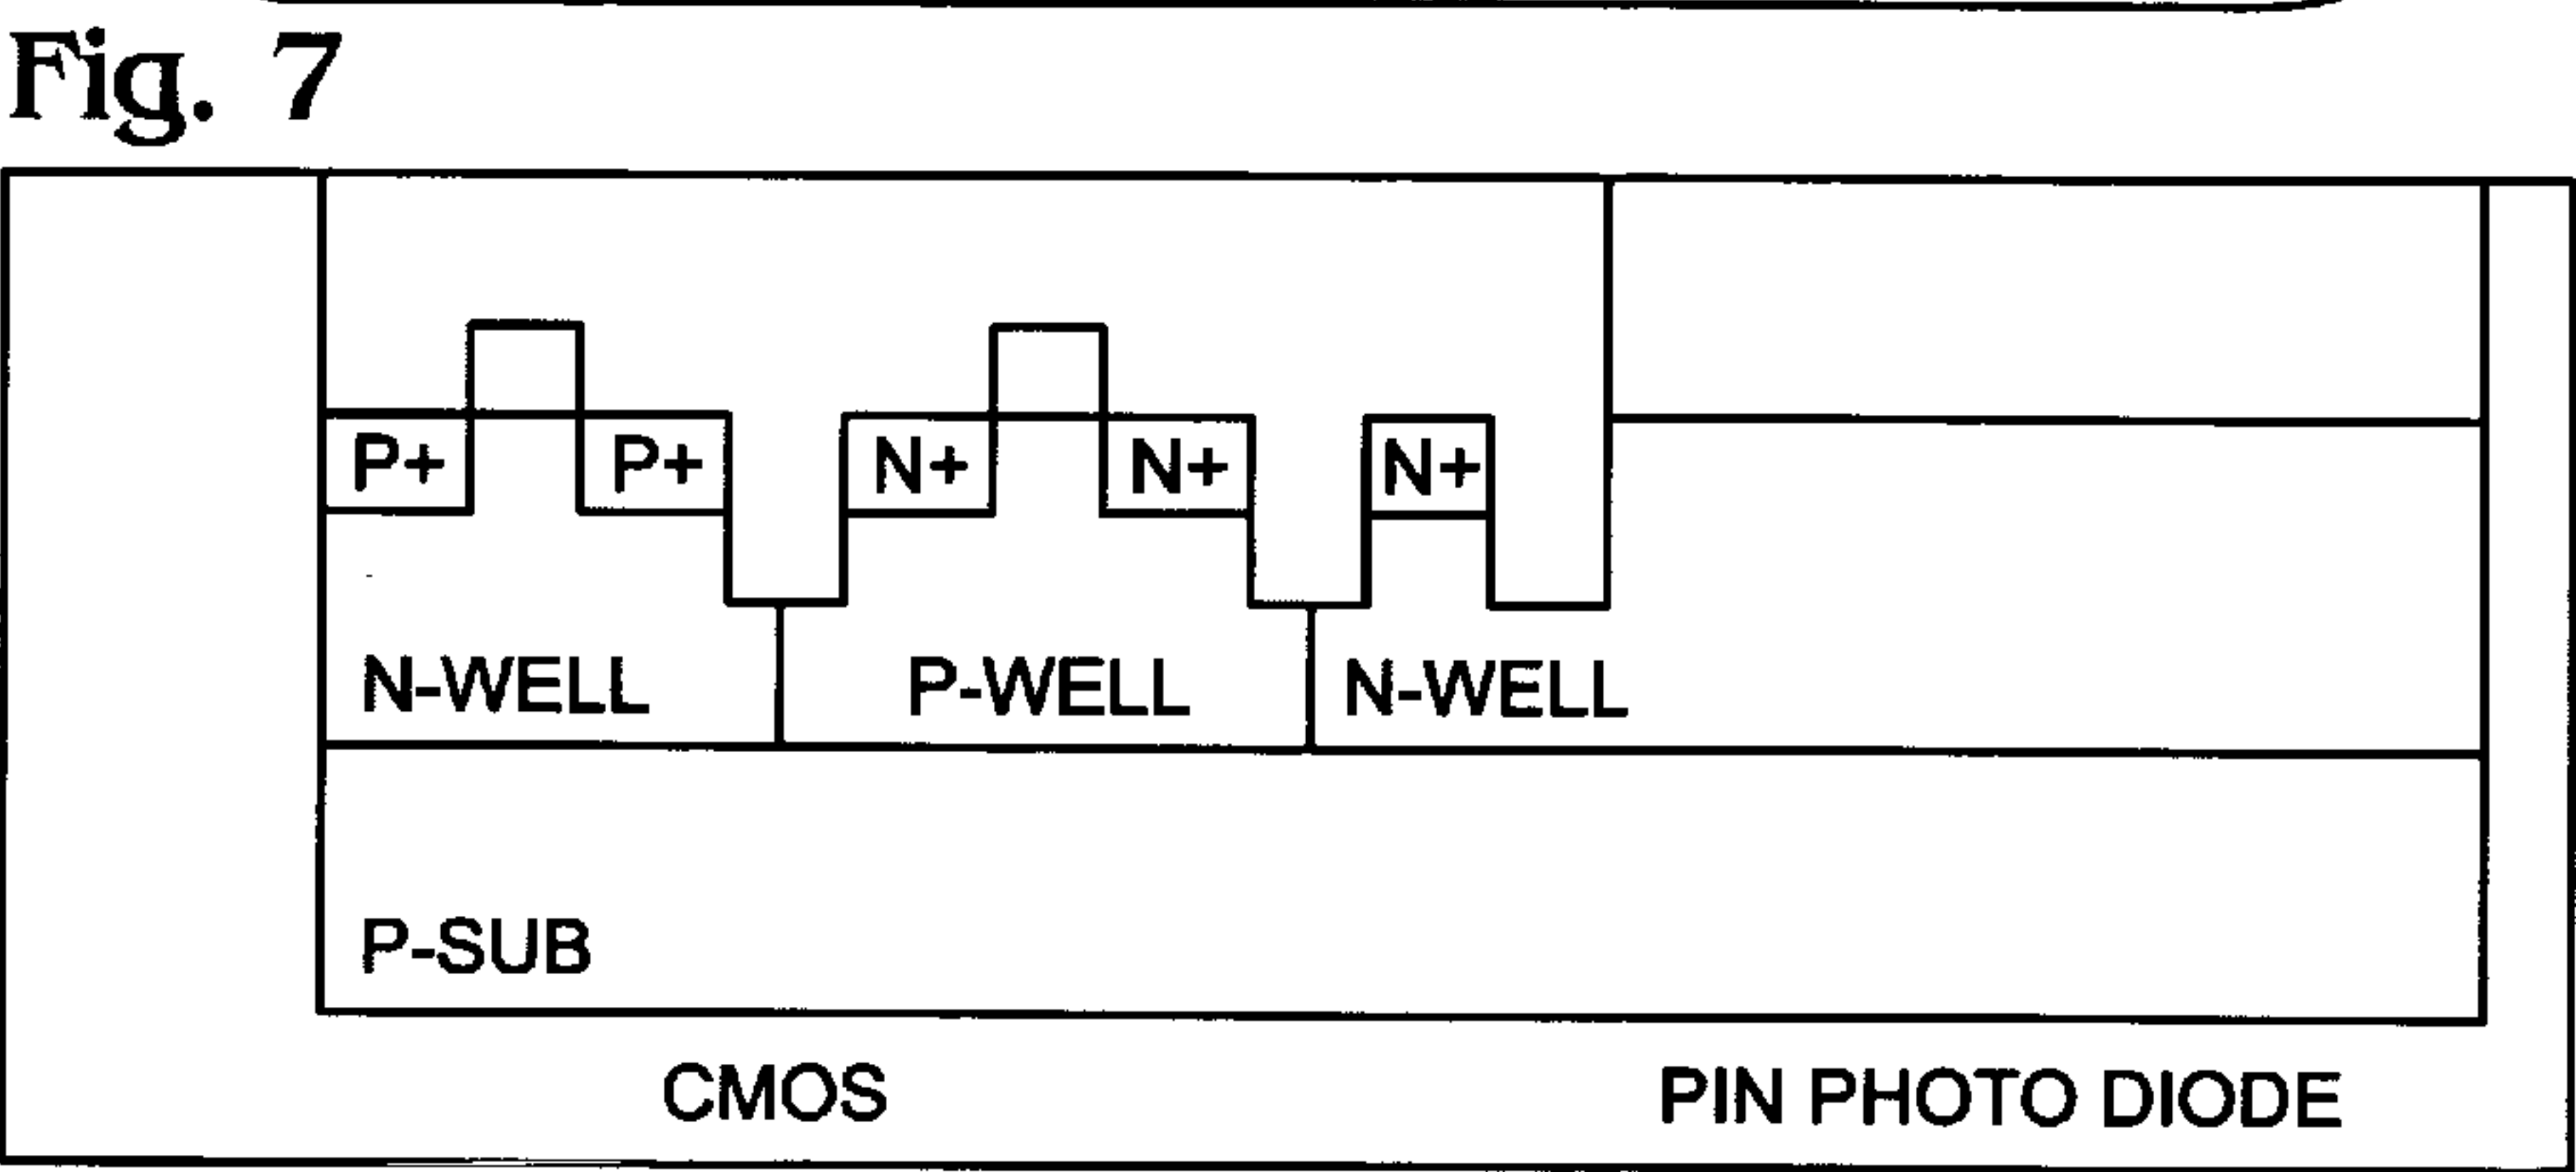 Fig. 7
P+ P+ N+ N+ N+
N-WELL P-WELL N-WELL
P-SUB
CMOS PIN PHOTO DIODE